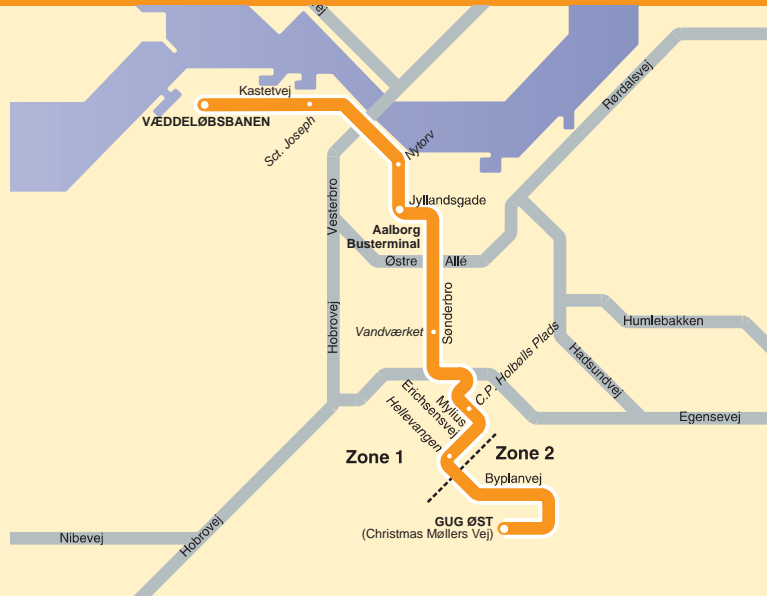 vej
Rørdalsvej
Kastetvej
VÆDDELØBSBANEN
Sct. Joseph
Nytorv
Vesterbro
Jyllandsgade
Aalborg
Busterminal
Østre
Allé
Hobrovej
Vandværket
Sønderbro
Humlebakken
C.P. Holbølls Plads
Hadsundvej
Mylius
Erichsensvej
Hellevangen
Egensevej
Zone 1
Zone 2
Byplanvej
GUG ØST
(Christmas Møllers Vej)
Nibevej
Hobrovej